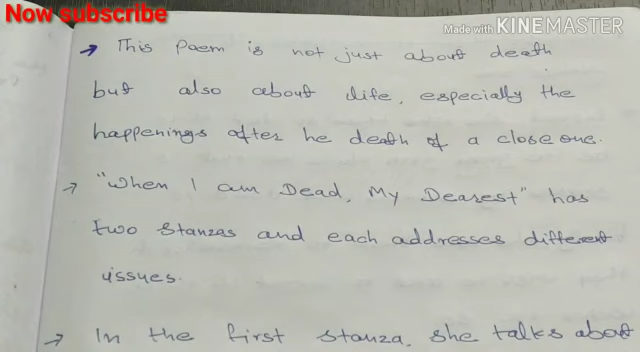 Now subscribe
Made with KINEMASTER
→ This poem is not just about death
but also about life, especially the
happenings after he death of a close one.
→ "When I am Dead, My Dearest" has
two stanzas and each addresses different
issues.
→ In the first stanza, she talks about